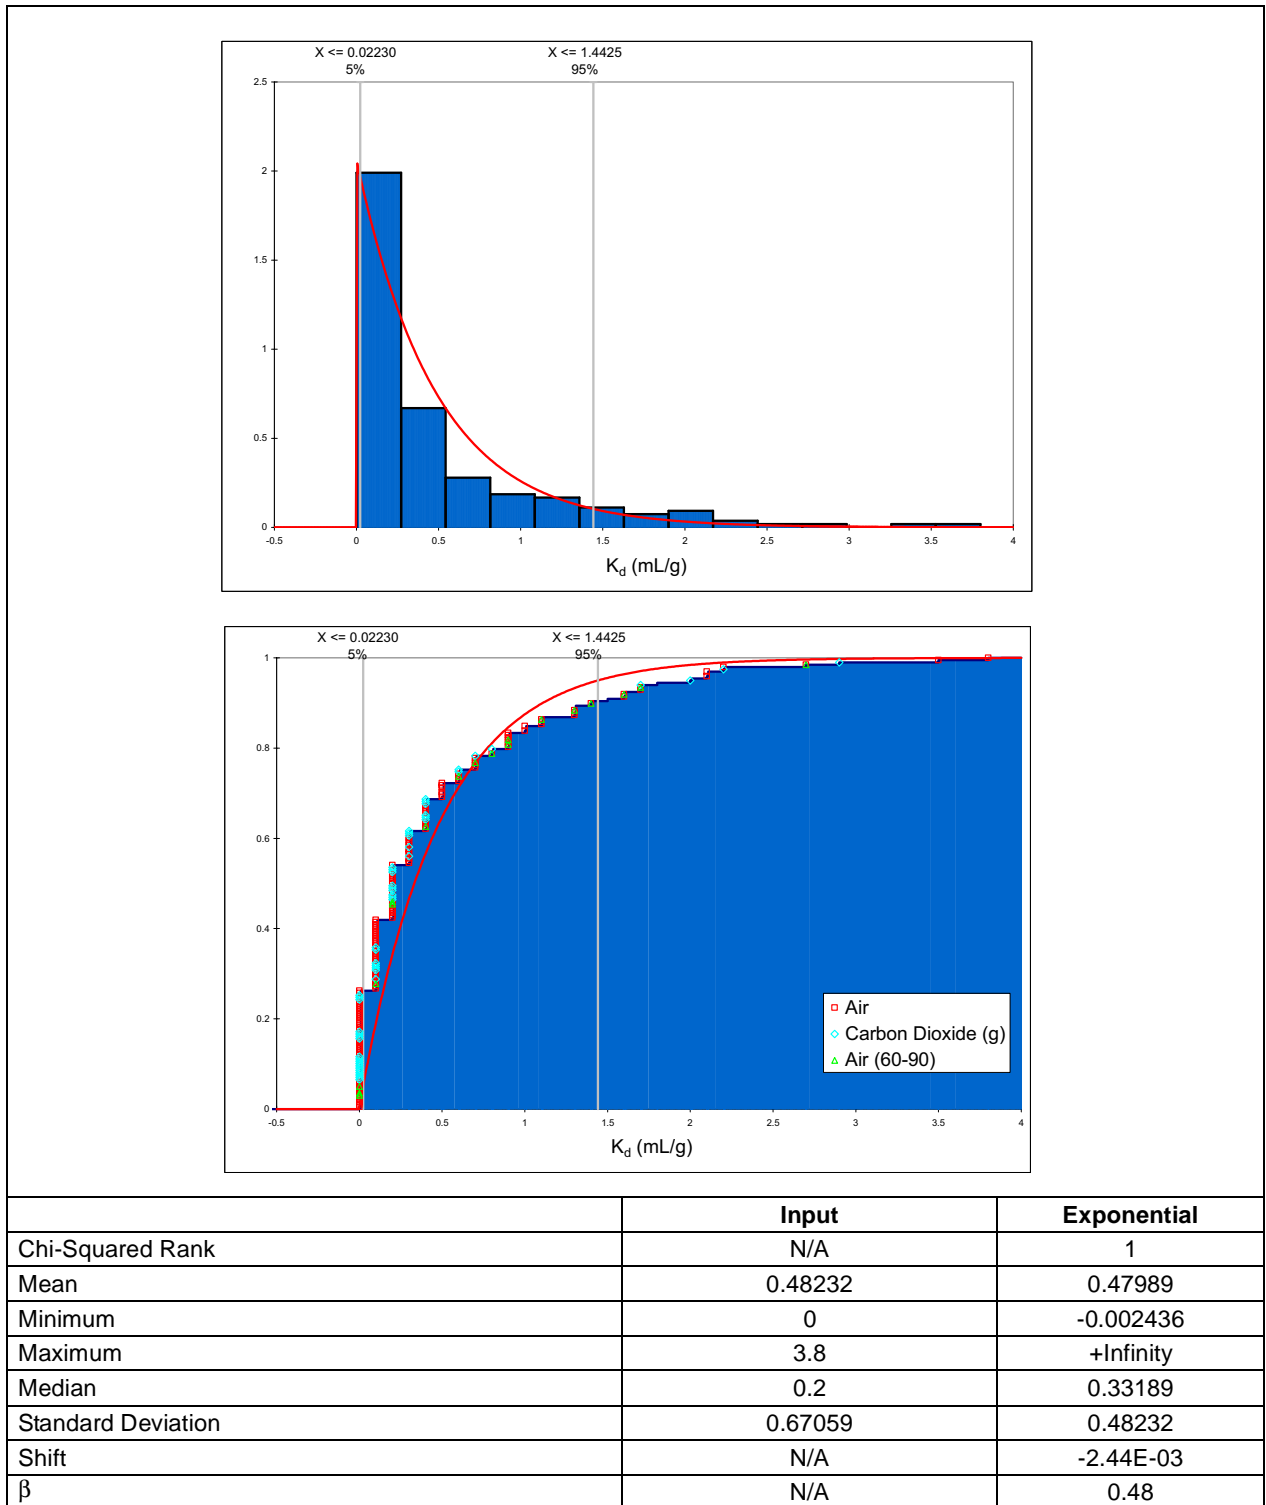 X <= 0.02230 X <= 1.4425
5% 95%
2.5
2
1.5
1
0.5
0
-0.5 0 0.5 1 1.5 2 2.5 3 3.5 4
Kd (mL/g)
X <= 0.02230 X <= 1.4425
5% 95%
1
0.8
0.6
0.4
0.2
0
Air
Carbon Dioxide (g)
Air (60-90)
-0.5 0 0.5 1 1.5 2 2.5 3 3.5 4
Kd (mL/g)
Input Exponential
Chi-Squared Rank N/A 1
Mean 0.48232 0.47989
Minimum 0 -0.002436
Maximum 3.8 +Infinity
Median 0.2 0.33189
Standard Deviation 0.67059 0.48232
Shift N/A -2.44E-03
β N/A 0.48